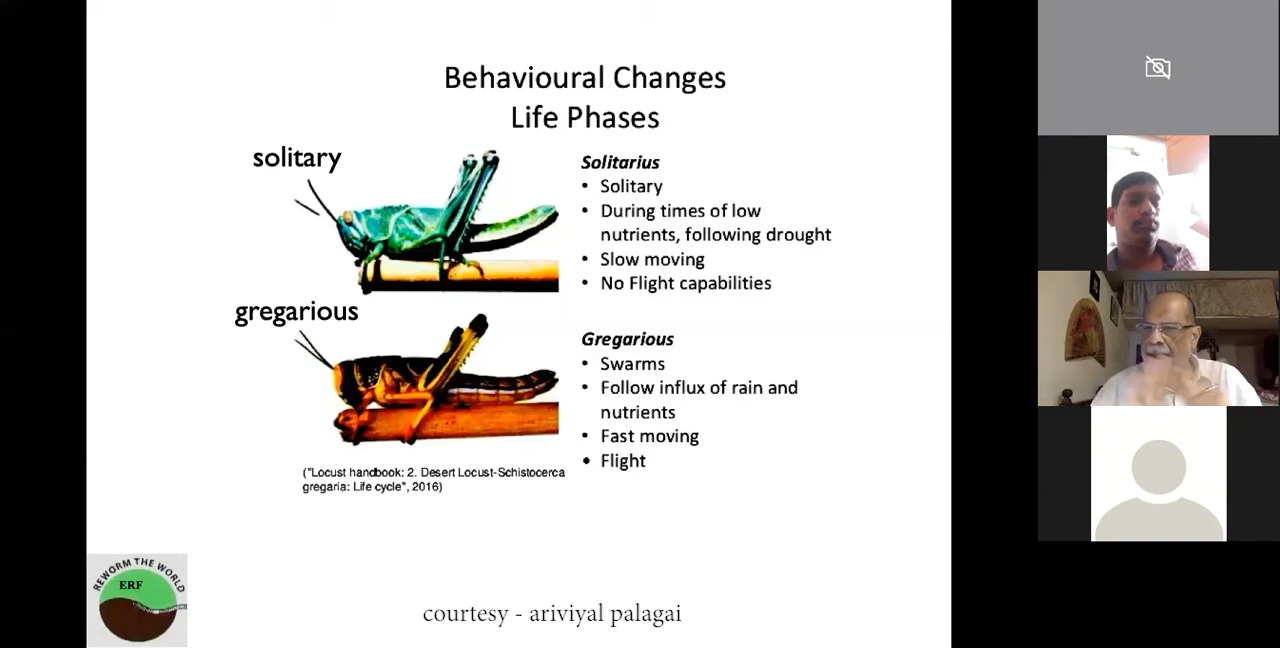 Behavioural Changes
Life Phases
solitary
gregarious
("Locust handbook: 2. Desert Locust-Schistocerca
gregaria: Life cycle", 2016)
Solitarius
• Solitary
• During times of low
nutrients, following drought
• Slow moving
• No Flight capabilities
Gregarious
• Swarms
• Follow influx of rain and
nutrients
• Fast moving
• Flight
REWORM THE WORLD
ERF
courtesy - ariviyal palagai